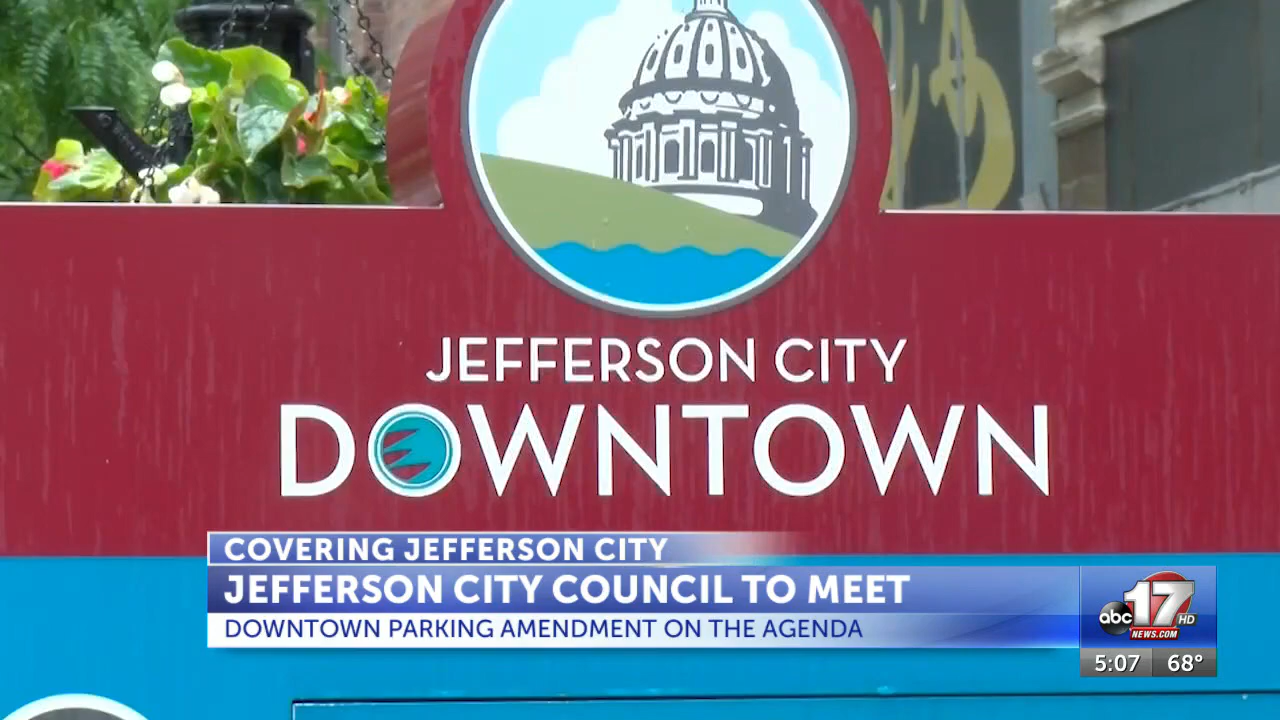 JEFFERSON CITY
DOWNTOWN
COVERING JEFFERSON CITY
JEFFERSON CITY COUNCIL TO MEET
DOWNTOWN PARKING AMENDMENT ON THE AGENDA
abc 17 HD
NEWS.COM
5:07 68°